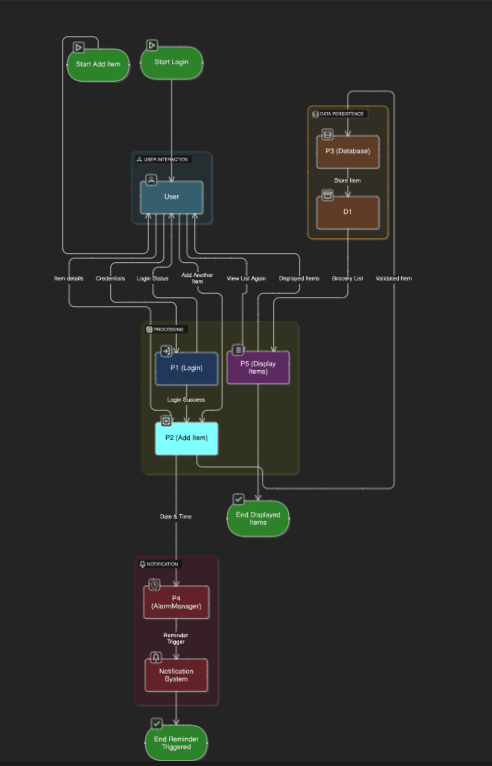 Start Add Item
Start Login
DATA PERSISTENCE
P3 (Database)
USER INTERACTION
Store Item
User
D1
Item details
Credentials
Login Status
Add Another
Item
View List Again
Displayed Items
Grocery List
Validated Item
PROCESSING
P1 (Login)
P5 (Display
Items)
Login Success
P2 (Add Item)
End Displayed
Items
Date & Time
NOTIFICATION
P4
(AlarmManager)
Reminder
Trigger
Notification
System
End Reminder
Triggered